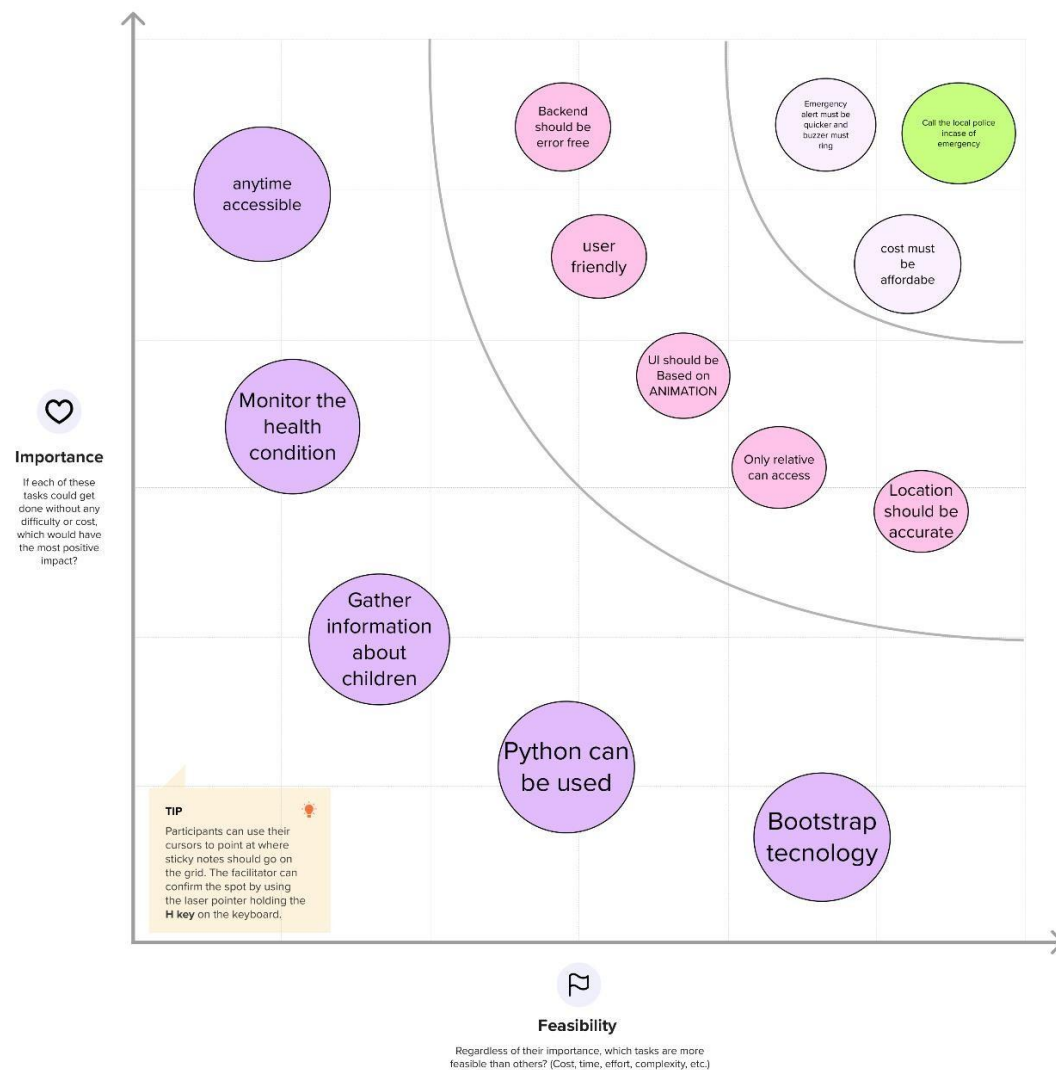 Backend
should be
error free
Emergency
alert must be
quicker and
buzzer must
ring
Call the local police
incase of
emergency
anytime
accessible
user
friendly
cost must
be
affordabe
UI should be
Based on
ANIMATION
Monitor the
health
condition
Only relative
can access
Location
should be
accurate
Importance
If each of these
tasks could get
done without any
difficulty or cost,
which would have
the most positive
impact?
Gather
information
about
children
Python can
be used
Bootstrap
tecnology
TIP
Participants can use their
cursors to point at where
sticky notes should go on
the grid. The facilitator can
confirm the spot by using
the laser pointer holding the
H key on the keyboard.
Feasibility
Regardless of their importance, which tasks are more
feasible than others? (Cost, time, effort, complexity, etc.)